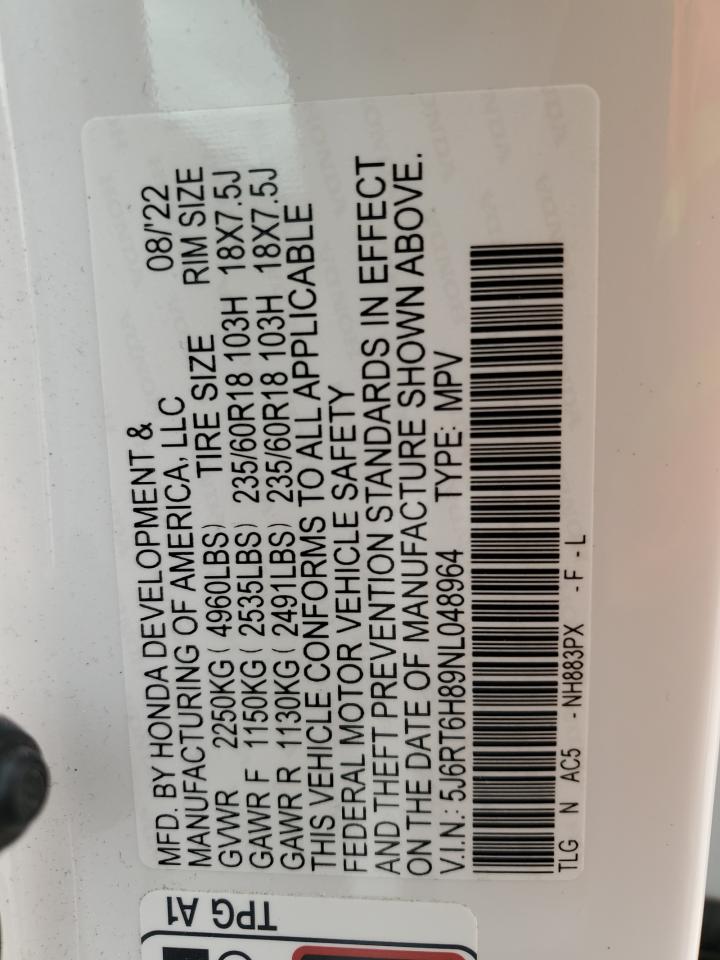 MFD. BY HONDA DEVELOPMENT &
MANUFACTURING OF AMERICA, LLC 08/'22
GVWR 2250KG ( 4960LBS) TIRE SIZE RIM SIZE
GAWR F 1150KG ( 2535LBS) 235/60R18 103H 18X7.5J
GAWR R 1130KG ( 2491LBS) 235/60R18 103H 18X7.5J
THIS VEHICLE CONFORMS TO ALL APPLICABLE
FEDERAL MOTOR VEHICLE SAFETY
AND THEFT PREVENTION STANDARDS IN EFFECT
ON THE DATE OF MANUFACTURE SHOWN ABOVE.
V.I.N.: 5J6RT6H89NL048964 TYPE: MPV
TLG N AC5 - NH883PX - F - L
TPG A1